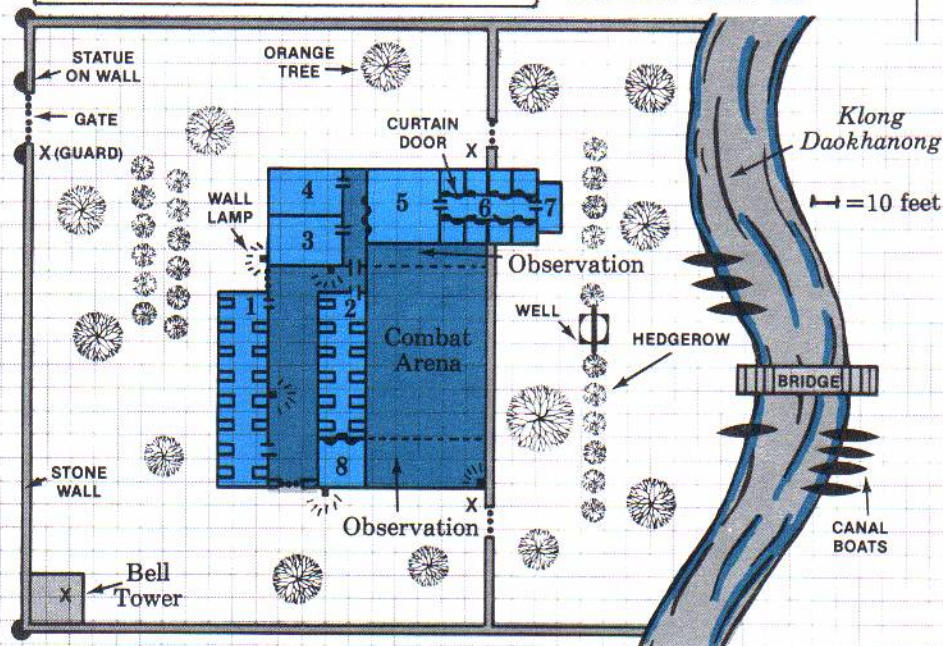 STATUE
ON WALL
GATE
X (GUARD)
ORANGE
TREE
CURTAIN
DOOR
X
Klong
Daokhanong
= 10 feet
WALL
LAMP
4
3
5
6
7
Observation
1
2
Combat
Arena
WELL
HEDGEROW
BRIDGE
8
STONE
WALL
X
Observation
CANAL
BOATS
Bell
Tower
X